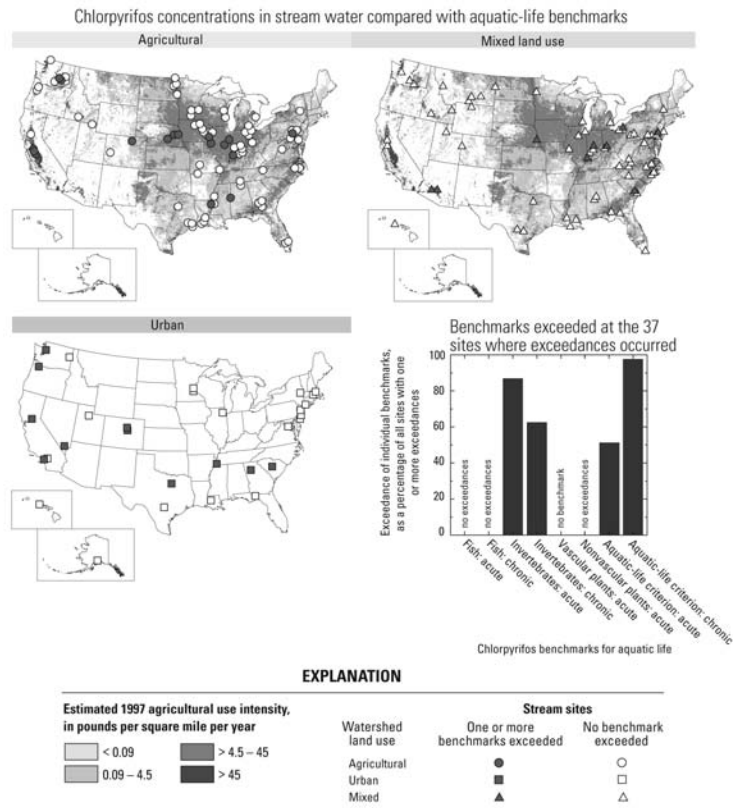 Chlorpyrifos concentrations in stream water compared with aquatic-life benchmarks
Agricultural
Mixed land use
Urban
Benchmarks exceeded at the 37
sites where exceedances occurred
Exceedance of individual benchmarks,
as a percentage of all sites with one
or more exceedances
100
80
60
40
20
0
no exceedances
no exceedances
no benchmark
no exceedances
Fish: acute
Fish: chronic
Invertebrates: acute
Invertebrates: chronic
Vascular plants: acute
Nonvascular plants: acute
Aquatic-life criterion: acute
Aquatic-life criterion: chronic
Chlorpyrifos benchmarks for aquatic life
EXPLANATION
Estimated 1997 agricultural use intensity,
in pounds per square mile per year
< 0.09
> 4.5 – 45
0.09 – 4.5
> 45
Stream sites
Watershed
land use
One or more
benchmarks exceeded
No benchmark
exceeded
Agricultural
Urban
Mixed